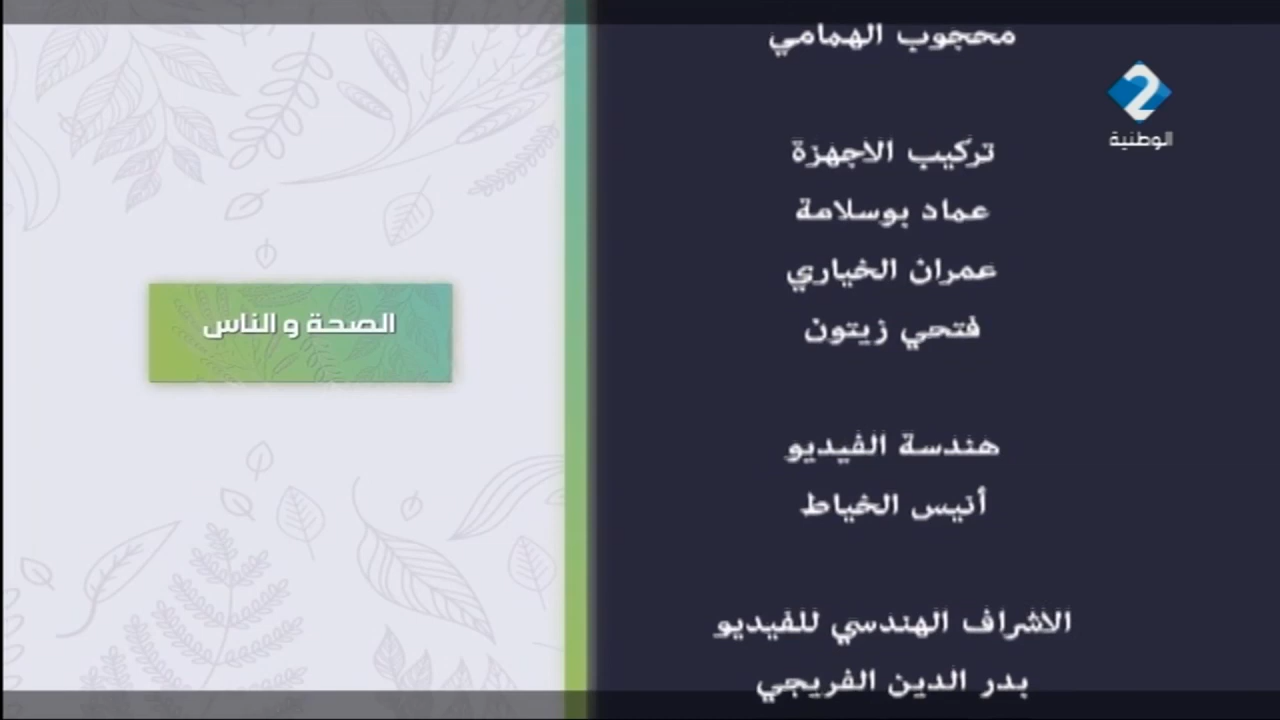 محجوب الهمامي
2
الوطنية
تركيب الاجهزة
عماد بوسلامة
عمران الخياري
فتحي زيتون
الصحة و الناس
هندسة الفيديو
أنيس الخياط
الاشراف الهندسي للفيديو
بدر الدين الفريجي